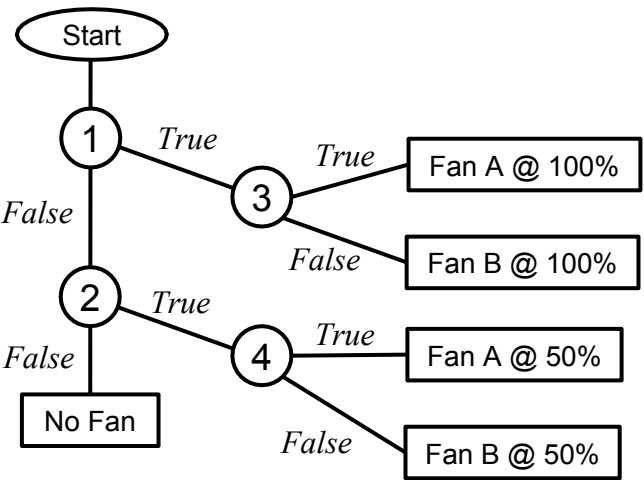 Start
1
True
True
Fan A @ 100%
3
False
False
Fan B @ 100%
2
True
True
Fan A @ 50%
False
4
No Fan
False
Fan B @ 50%